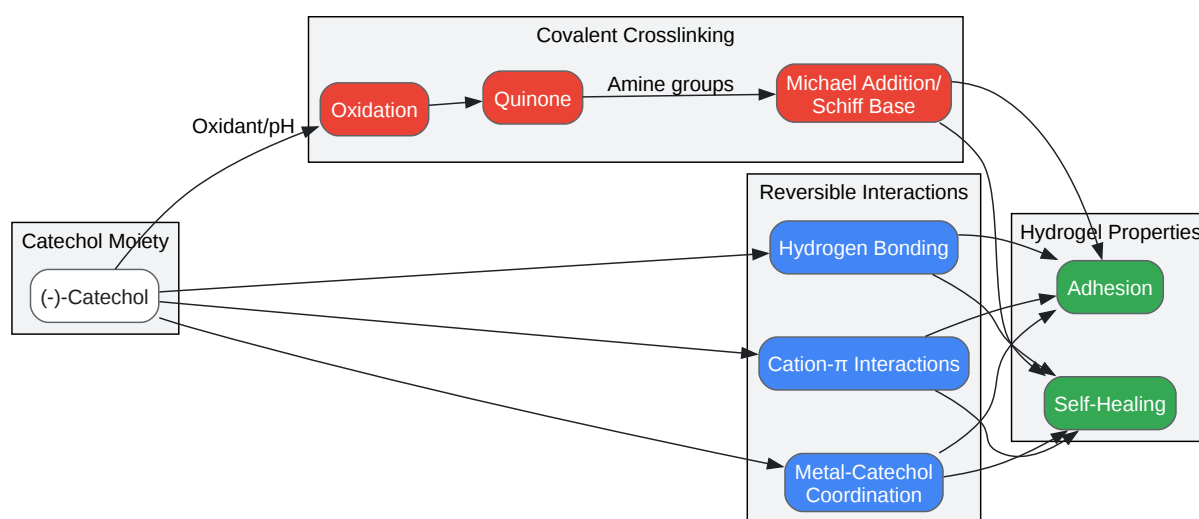 Covalent Crosslinking
Oxidation
Quinone
Amine groups
Michael Addition/
Schiff Base
Oxidant/pH
Reversible Interactions
Catechol Moiety
(-)-Catechol
Hydrogen Bonding
Cation-π Interactions
Metal-Catechol
Coordination
Hydrogel Properties
Adhesion
Self-Healing